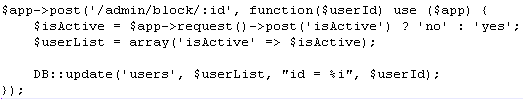 $app->post('/admin/block/:id', function($userId) use ($app) {
    $isActive = $app->request()->post('isActive') ? 'no' : 'yes';
    $userList = array('isActive' => $isActive);

    DB::update('users', $userList, "id = %i", $userId);
});